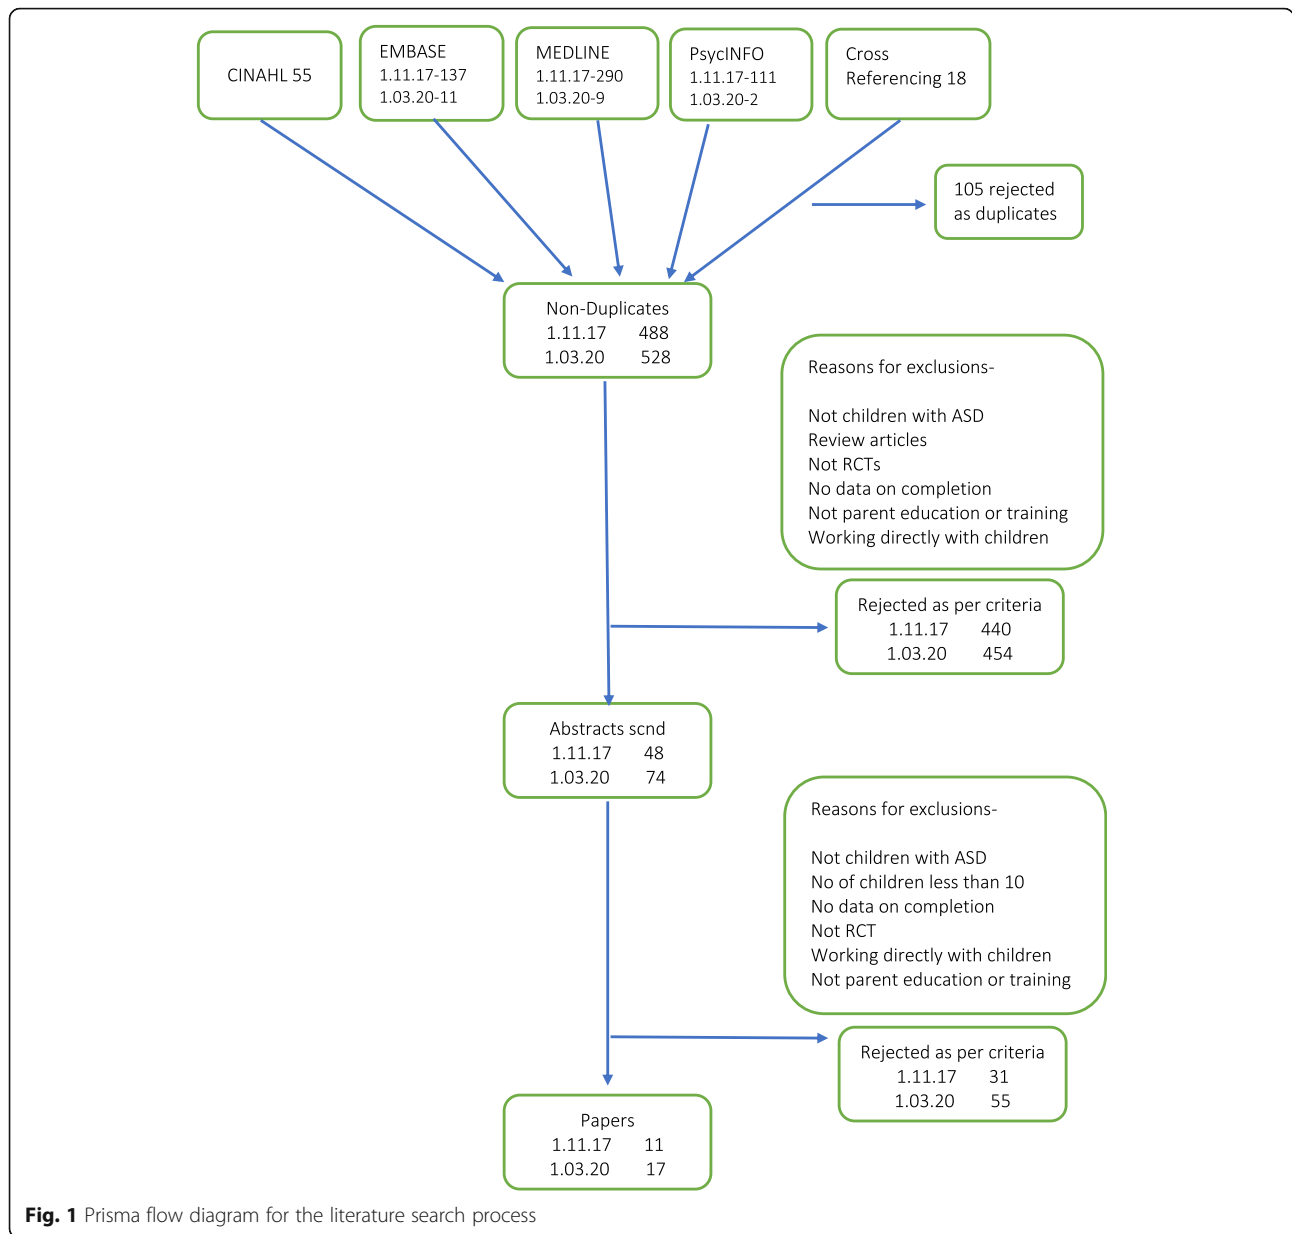 CINAHL 55
EMBASE
1.11.17-137
1.03.20-11
MEDLINE
1.11.17-290
1.03.20-9
PsycINFO
1.11.17-111
1.03.20-2
Cross
Referencing 18
105 rejected
as duplicates
Non-Duplicates
1.11.17 488
1.03.20 528
Reasons for exclusions-
Not children with ASD
Review articles
Not RCTs
No data on completion
Not parent education or training
Working directly with children
Rejected as per criteria
1.11.17 440
1.03.20 454
Abstracts scnd
1.11.17 48
1.03.20 74
Reasons for exclusions-
Not children with ASD
No of children less than 10
No data on completion
Not RCT
Working directly with children
Not parent education or training
Rejected as per criteria
1.11.17 31
1.03.20 55
Papers
1.11.17 11
1.03.20 17
Fig. 1 Prisma flow diagram for the literature search process